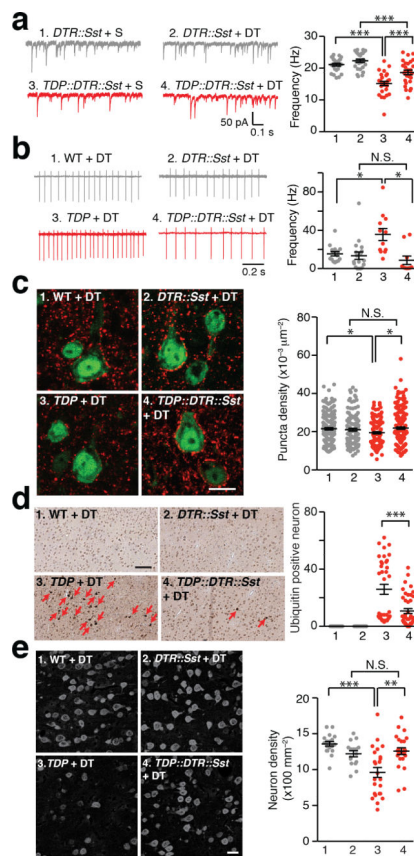 a
1. DTR::Sst + S
2. DTR::Sst + DT
3. TDP::DTR::Sst + S
4. TDP::DTR::Sst + DT
50 pA
0.1 s
Frequency (Hz)
30
20
10
0
***
***
***
1 2 3 4
b
1. WT + DT
2. DTR::Sst + DT
3. TDP + DT
4. TDP::DTR::Sst + DT
0.2 s
Frequency (Hz)
80
40
0
N.S.
*
*
1 2 3 4
c
1. WT + DT
2. DTR::Sst + DT
3. TDP + DT
4. TDP::DTR::Sst
+ DT
Puncta density (x10⁻³ μm⁻²)
80
60
40
20
0
N.S.
*
*
1 2 3 4
d
1. WT + DT
2. DTR::Sst + DT
3. TDP + DT
4. TDP::DTR::Sst
+ DT
Ubiquitin positive neuron
80
40
0
***
1 2 3 4
e
1. WT + DT
2. DTR::Sst + DT
3.TDP + DT
4. TDP::DTR::Sst
+ DT
Neuron density
(x100 mm⁻²)
20
15
10
5
0
N.S.
***
**
1 2 3 4